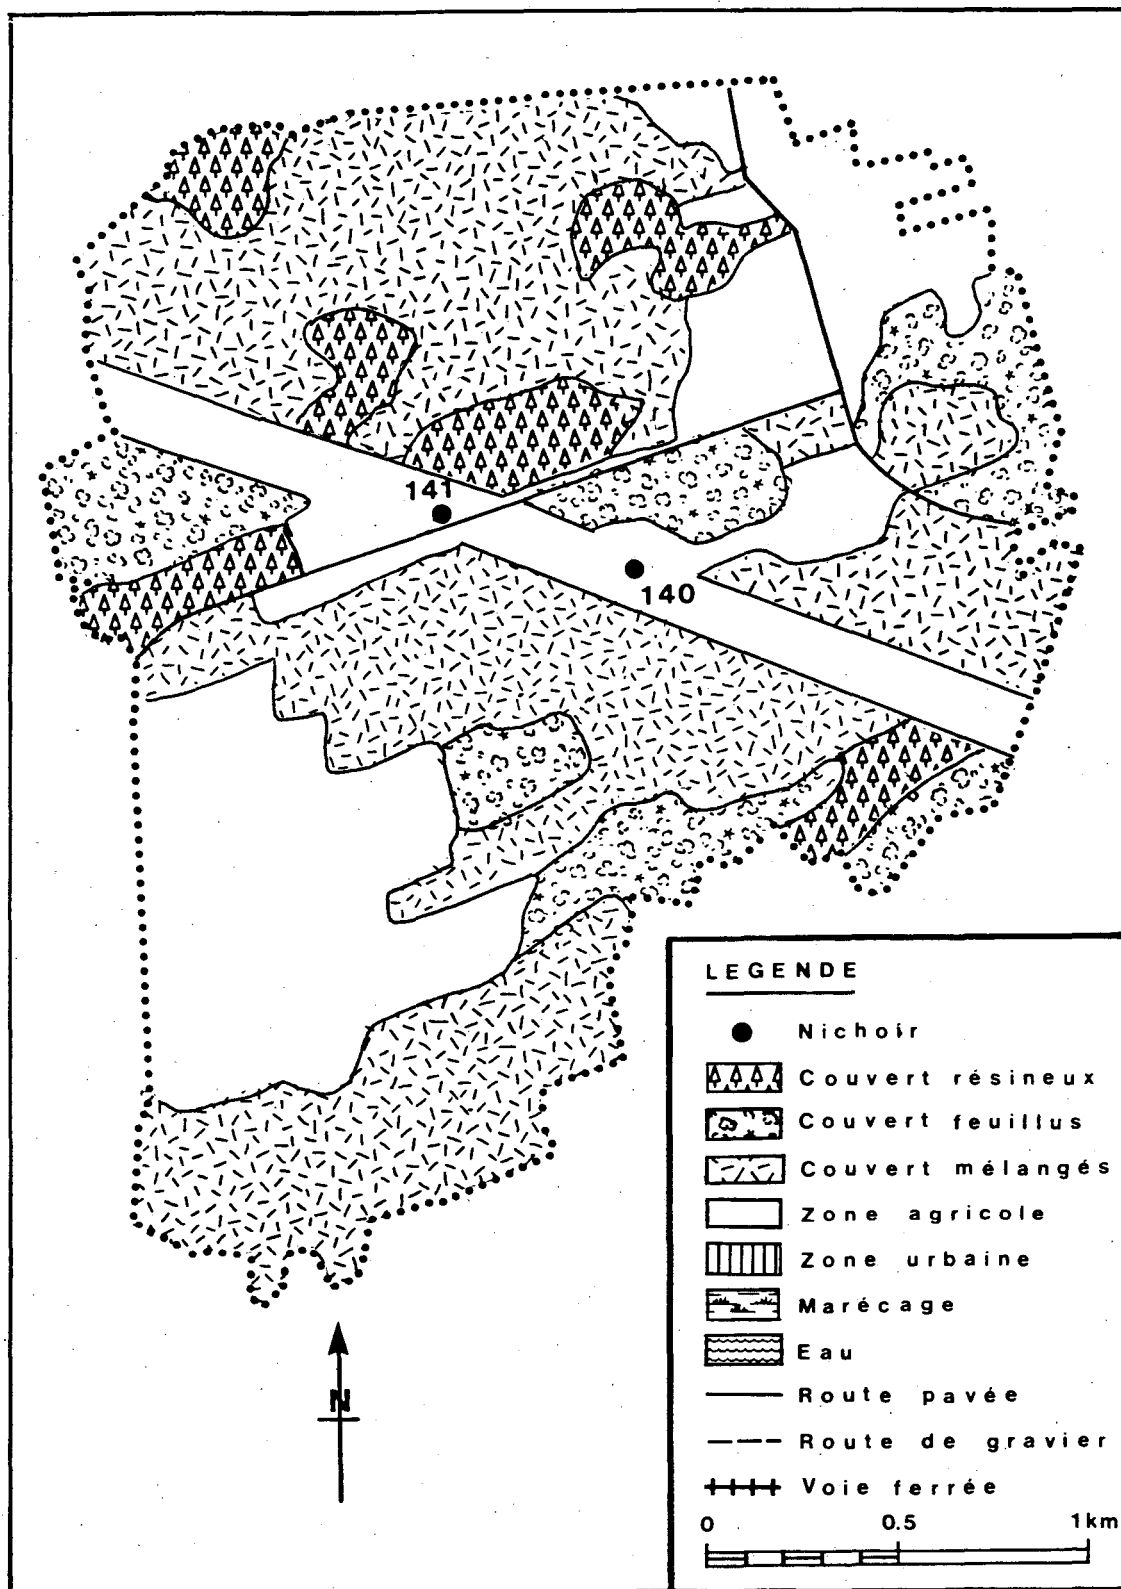 141
140
N
LEGENDE
Nichoir
Couvert résineux
Couvert feuillus
Couvert mélangés
Zone agricole
Zone urbaine
Marécage
Eau
Route pavée
Route de gravier
Voie ferrée
0 0.5 1km